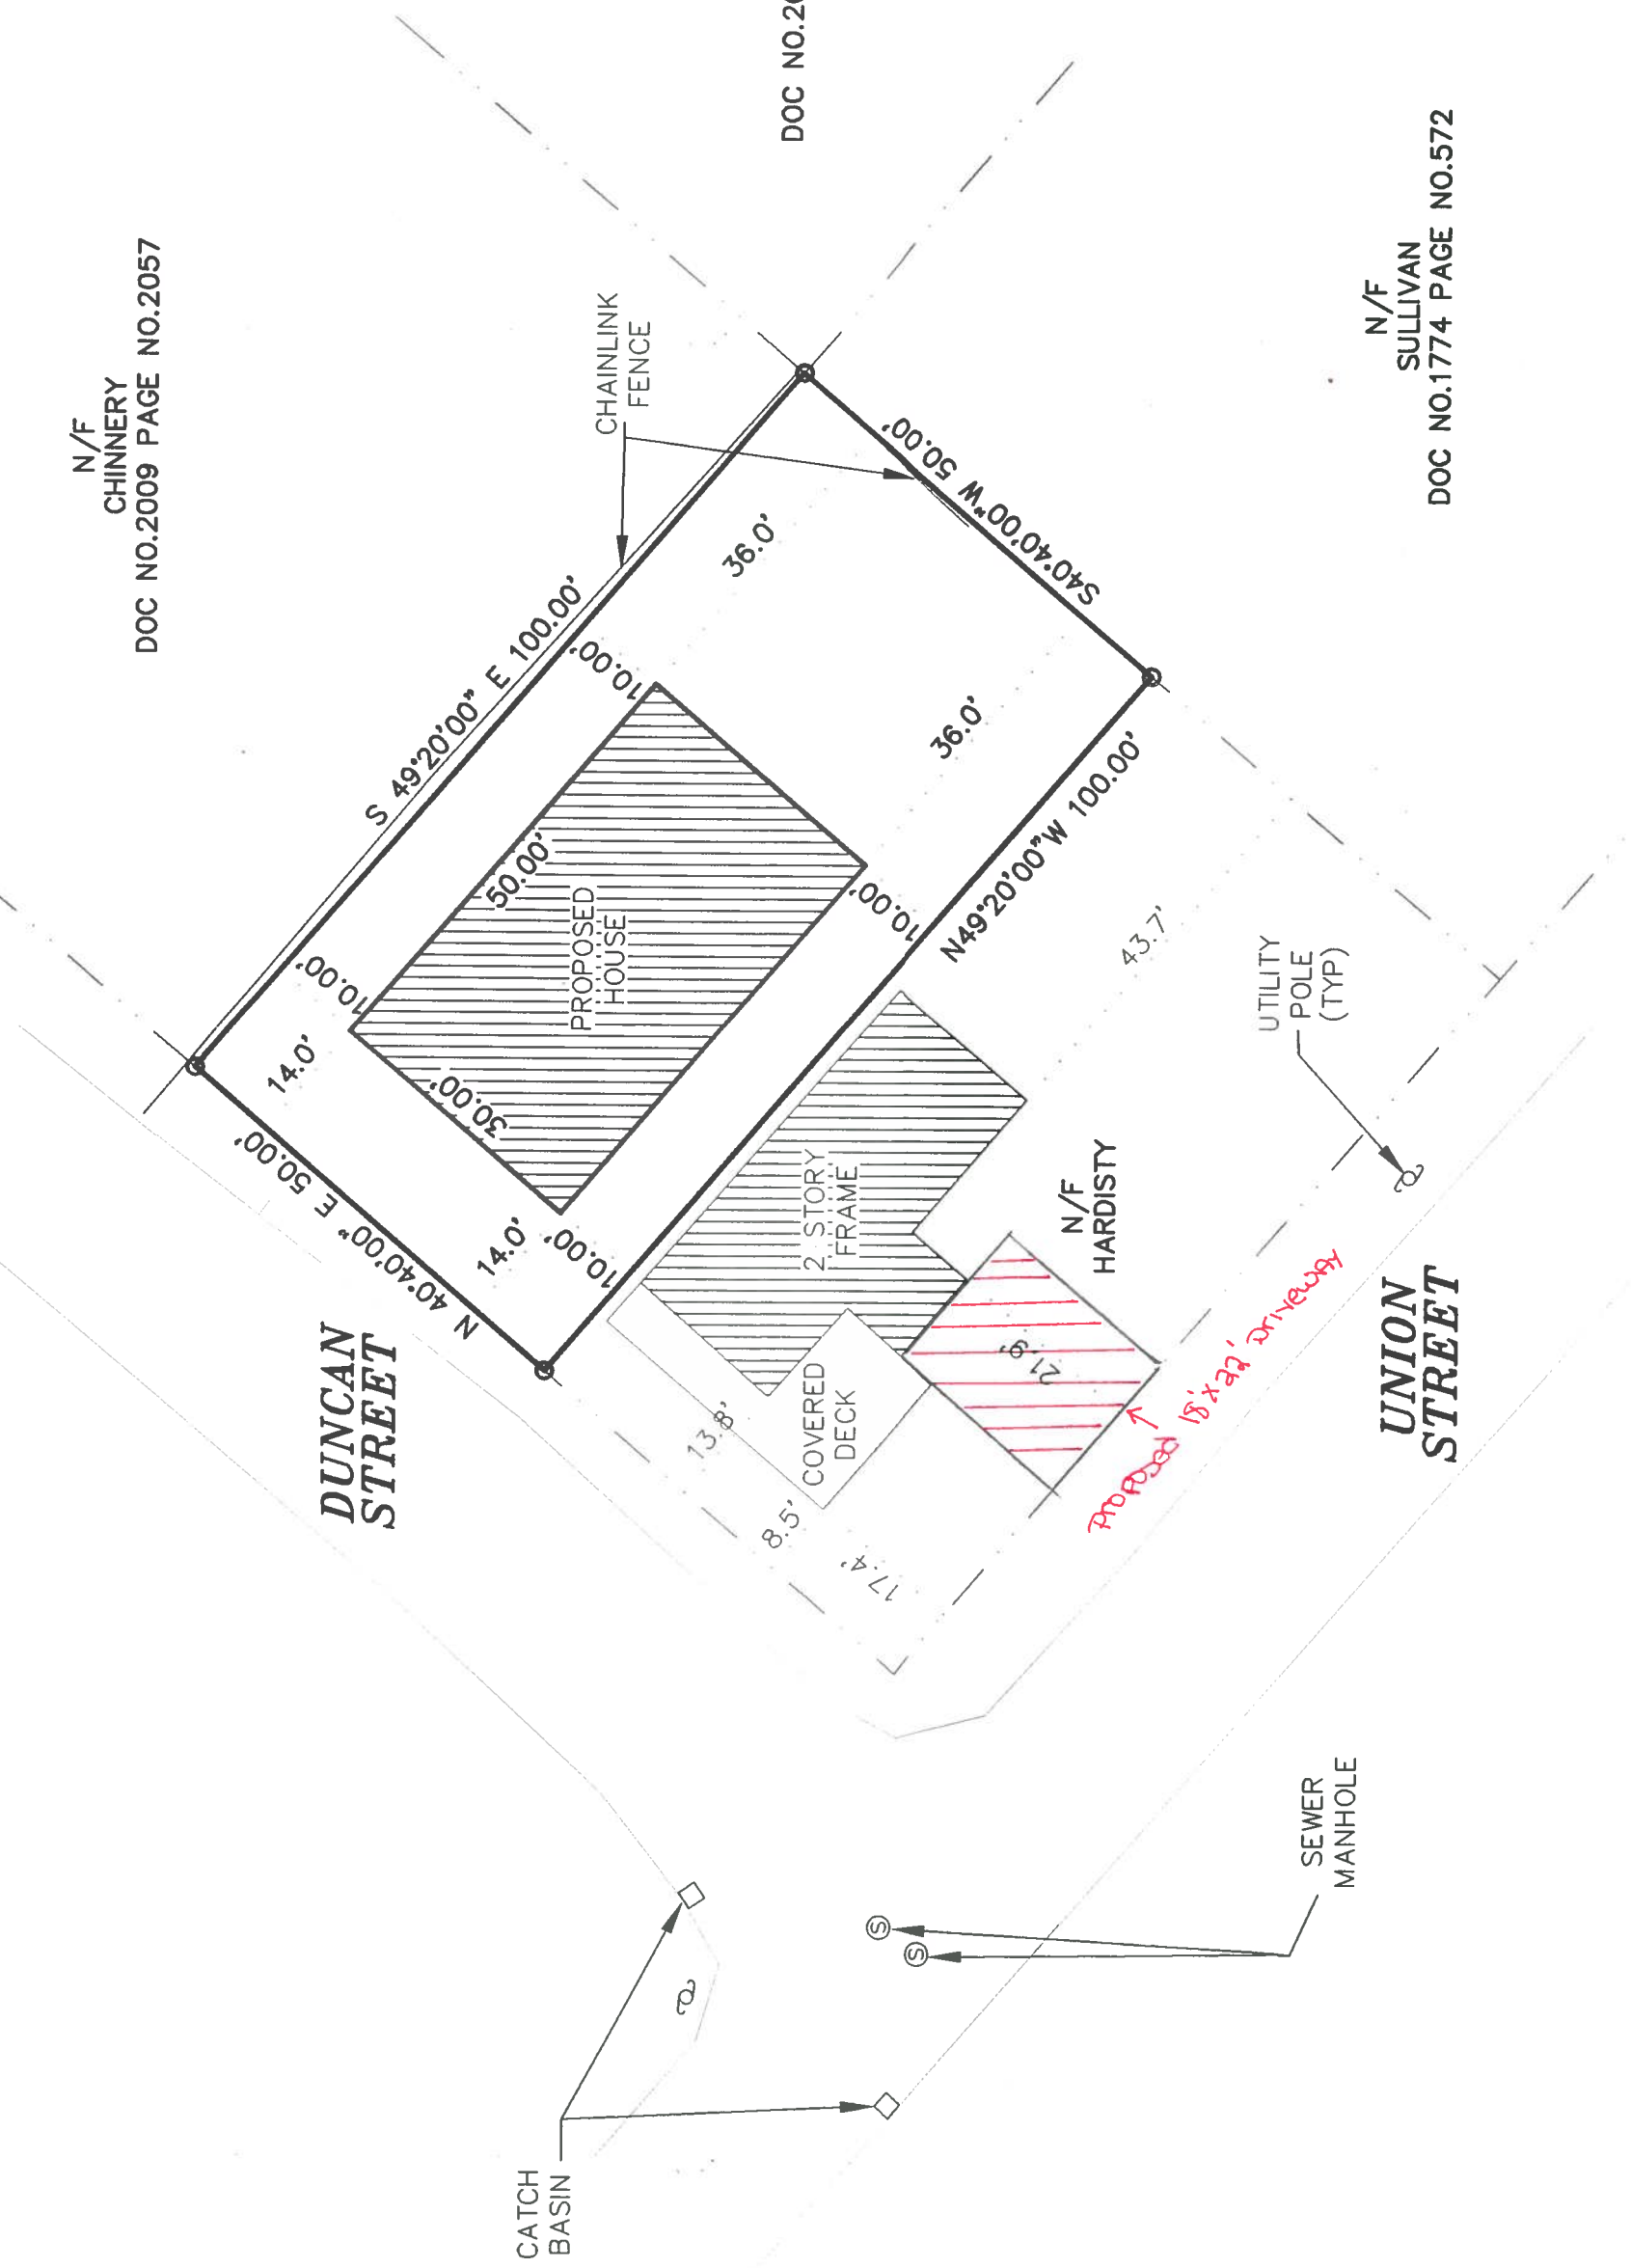 N/F
CHINNERY
DOC NO.2009 PAGE NO.2057
DOC NO.
CHAINLINK
FENCE
S 49°20'00" E 100.00'
S40°40'00"W 50.00'
N49°20'00"W 100.00'
N 40°40'00" E 50.00'
36.0'
36.0'
10.00'
10.00'
10.00'
10.00'
14.0'
14.0'
50.00'
30.00'
PROPOSED
HOUSE
DUNCAN
STREET
2 STORY
FRAME
COVERED
DECK
13.8'
8.5'
17.4'
21.9'
43.7'
N/F
HARDISTY
Proposed 18'x22' Driveway
UTILITY
POLE
(TYP)
UNION
STREET
N/F
SULLIVAN
DOC NO.1774 PAGE NO.572
CATCH
BASIN
S
S
SEWER
MANHOLE